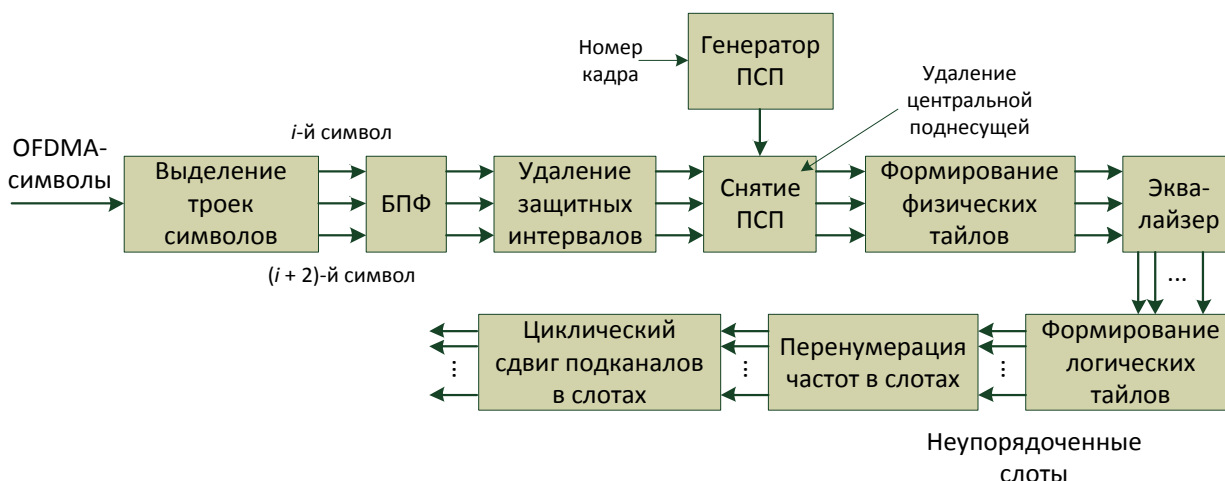 Номер
кадра
Генератор
ПСП
Удаление
центральной
поднесущей
OFDMA-
символы
i-й символ
(i + 2)-й символ
Выделение
троек
символов
БПФ
Удаление
защитных
интервалов
Снятие
ПСП
Формирование
физических
тайлов
Эква-
лайзер
...
Формирование
логических
тайлов
...
Перенумерация
частот в слотах
...
Циклический
сдвиг подканалов
в слотах
...
Неупорядоченные
слоты